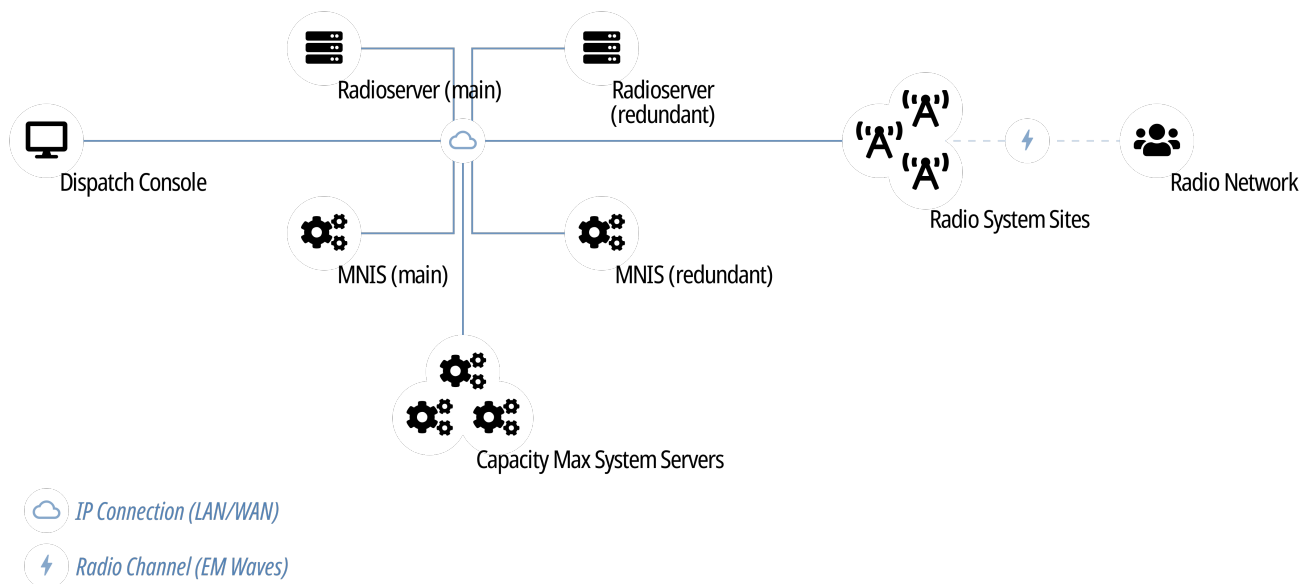 Radioserver (main)
Radioserver
(redundant)
Dispatch Console
Radio Network
Radio System Sites
MNIS (main)
MNIS (redundant)
Capacity Max System Servers
IP Connection (LAN/WAN)
Radio Channel (EM Waves)